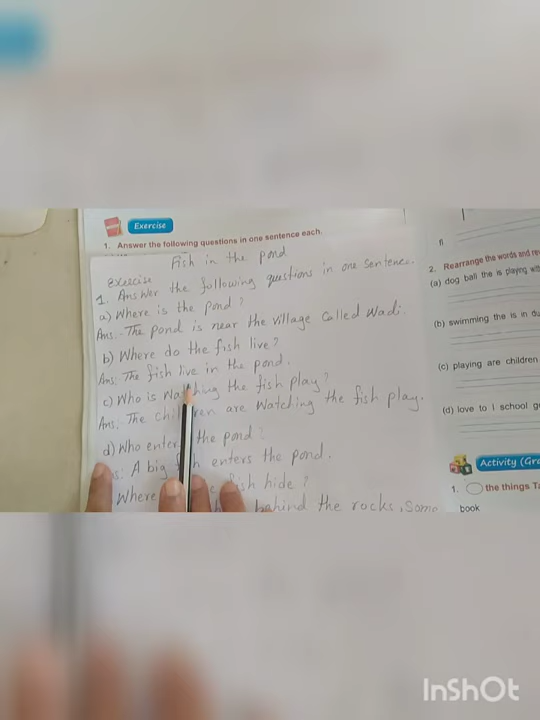 Exercise
1. Answer the following questions in one sentence each.
Fish in the pond
Exercise
1. Answer the following questions in one sentence.
a) Where is the pond?
Ans. The pond is near the village called Wadi.
b) Where do the fish live?
Ans: The fish live in the pond.
c) Who is watching the fish play?
Ans. The children are watching the fish play.
d) Who enters the pond?
A big fish enters the pond.
Where fish hide?
behind the rocks, Some
fl
2. Rearrange the words and
(a) dog ball the is playing
(b) swimming the is in
(c) playing are children
(d) love to I school
Activity
1. the things
book
InShOt